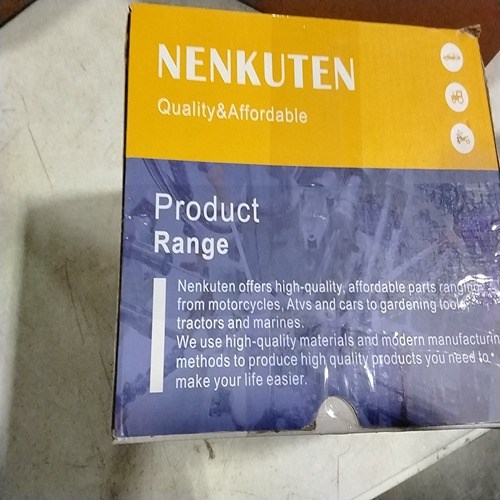 NENKUTEN
Quality&Affordable
Product
Range
Nenkuten offers high-quality, affordable parts ranging
from motorcycles, Atvs and cars to gardening tools,
tractors and marines.
We use high-quality materials and modern manufacturin
methods to produce high quality products you need to
make your life easier.